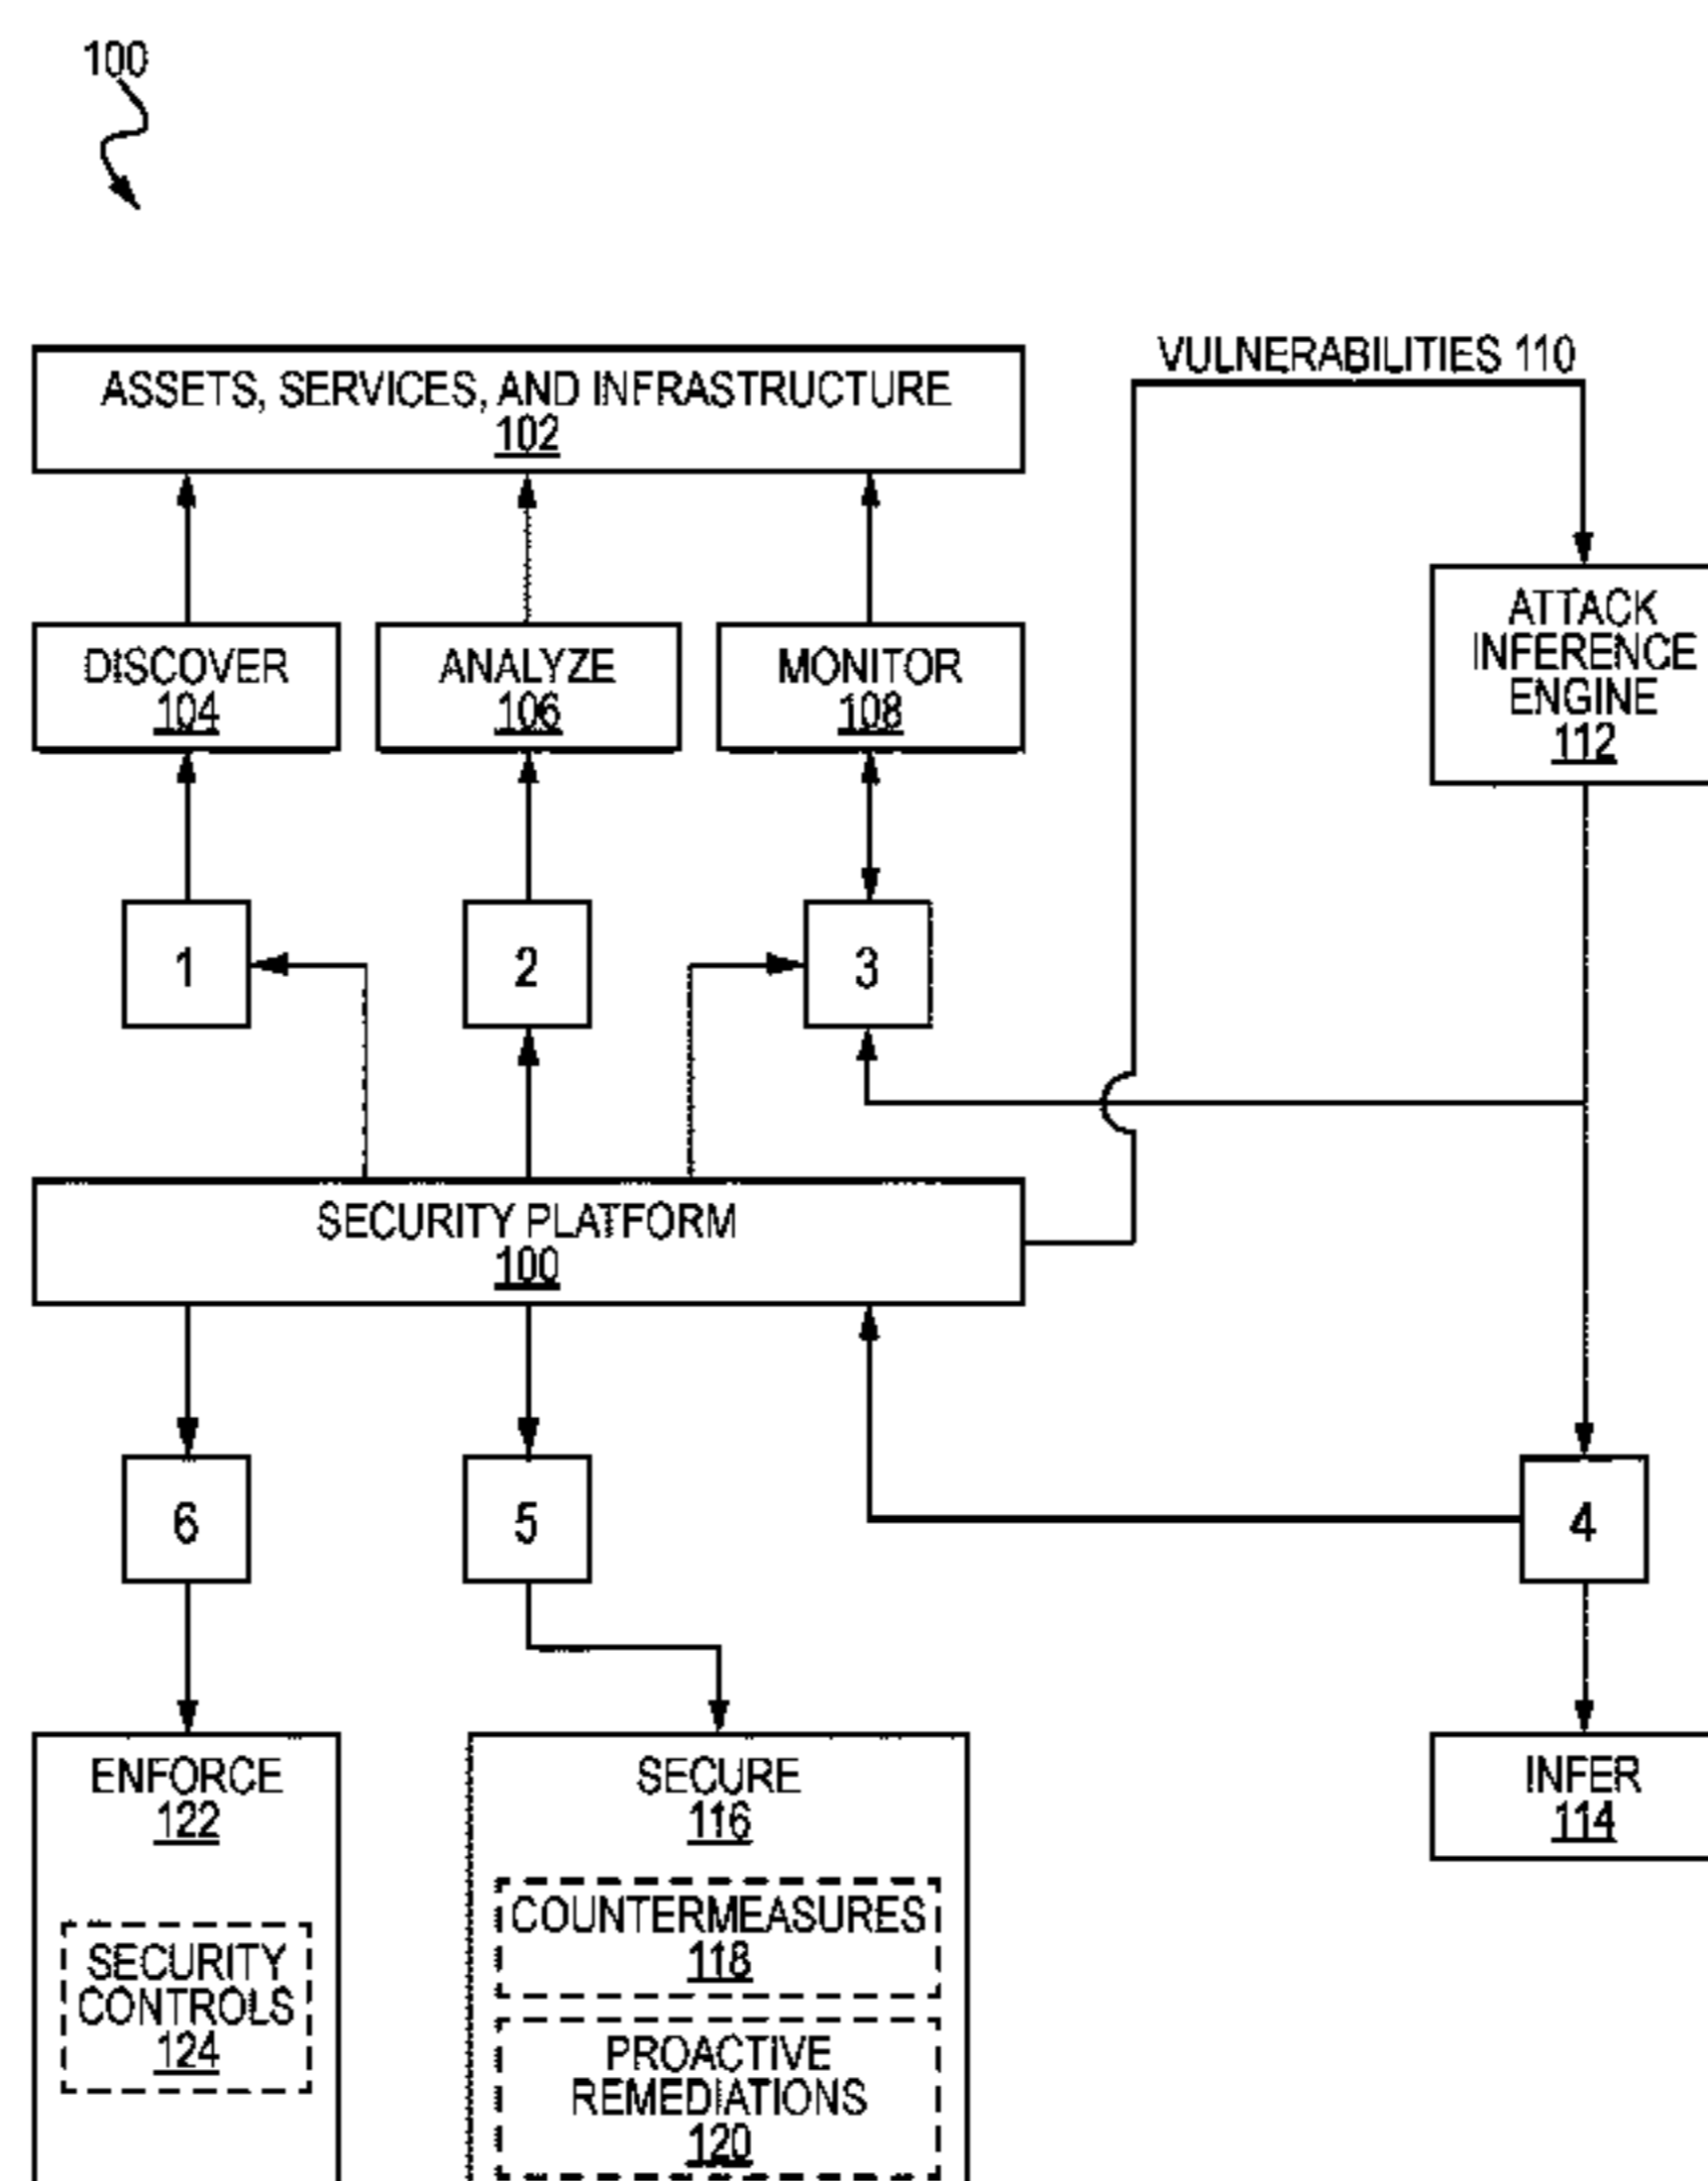 100
VULNERABILITIES 110
ASSETS, SERVICES, AND INFRASTRUCTURE
102
ATTACK
INFERENCE
ENGINE
112
DISCOVER
104
ANALYZE
106
MONITOR
108
1
2
3
SECURITY PLATFORM
100
6
5
4
ENFORCE
122
SECURITY
CONTROLS
124
SECURE
116
COUNTERMEASURES
118
PROACTIVE
REMEDIATIONS
120
INFER
114